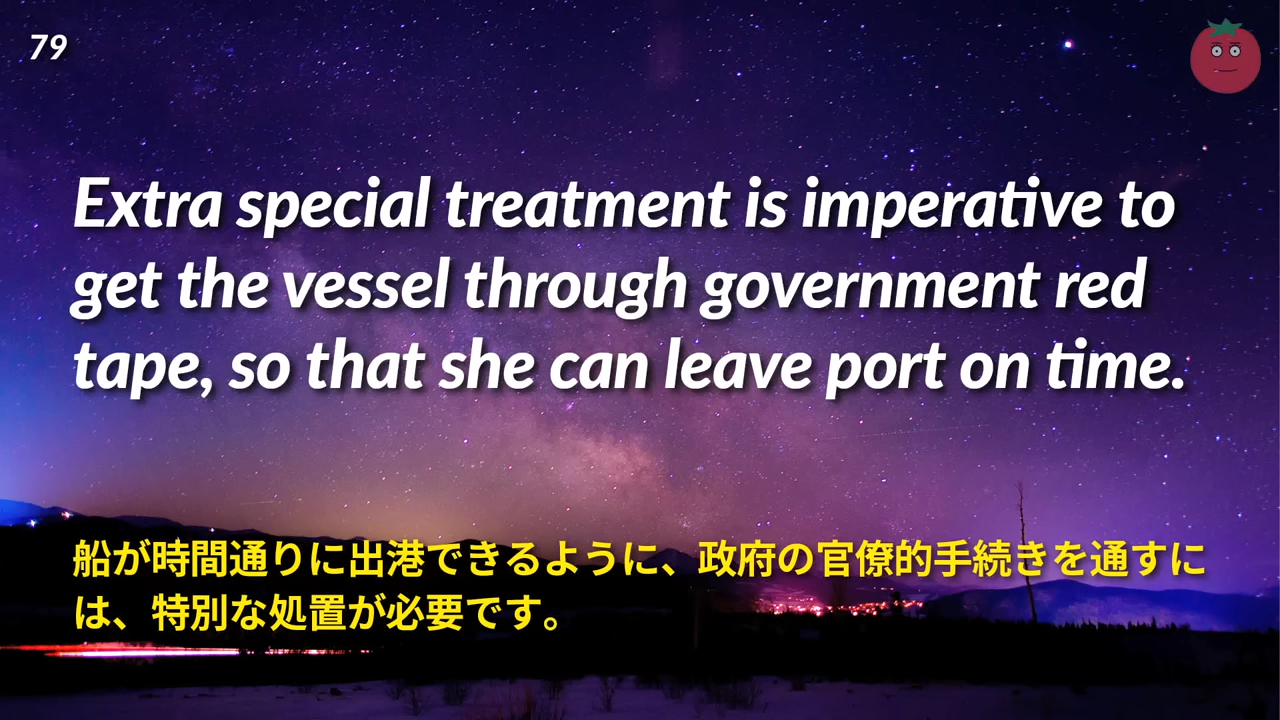 79
Extra special treatment is imperative to
get the vessel through government red
tape, so that she can leave port on time.
船が時間通りに出港できるように、政府の官僚的手続きを通すに
は、特別な処置が必要です。